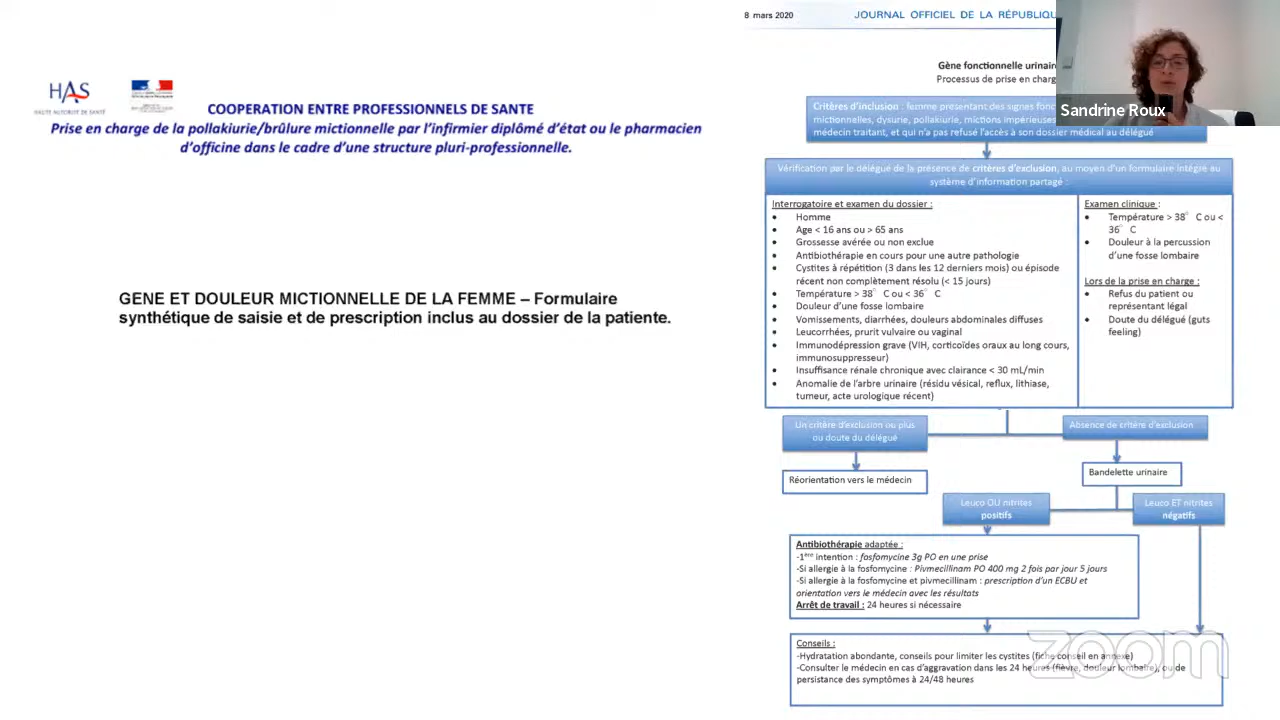 HAS
HAUTE AUTORITÉ DE SANTÉ
COOPERATION ENTRE PROFESSIONNELS DE SANTE
Prise en charge de la pollakiurie/brûlure mictionnelle par l'infirmier diplômé d'état ou le pharmacien
d'officine dans le cadre d'une structure pluri-professionnelle.
GENE ET DOULEUR MICTIONNELLE DE LA FEMME – Formulaire
synthétique de saisie et de prescription inclus au dossier de la patiente.
8 mars 2020
JOURNAL OFFICIEL DE LA RÉPUBLIQU
Gêne fonctionnelle urinaire
Processus de prise en charg
Critères d'inclusion : femme présentant des signes fonc
mictionnelles, dysurie, pollakiurie, mictions impérieuses
médecin traitant, et qui n'a pas refusé l'accès à son dossier médical au délégué
Sandrine Roux
Vérification par le délégué de la présence de critères d'exclusion, au moyen d'un formulaire intégré au
système d'information partagé :
Interrogatoire et examen du dossier :
• Homme
• Age < 16 ans ou > 65 ans
• Grossesse avérée ou non exclue
• Antibiothérapie en cours pour une autre pathologie
• Cystites à répétition (3 dans les 12 derniers mois) ou épisode
récent non complètement résolu (< 15 jours)
• Température > 38° C ou < 36° C
• Douleur d'une fosse lombaire
• Vomissements, diarrhées, douleurs abdominales diffuses
• Leucorrhées, prurit vulvaire ou vaginal
• Immunodépression grave (VIH, corticoïdes oraux au long cours,
immunosuppresseur)
• Insuffisance rénale chronique avec clairance < 30 mL/min
• Anomalie de l'arbre urinaire (résidu vésical, reflux, lithiase,
tumeur, acte urologique récent)
Examen clinique :
• Température > 38° C ou <
36° C
• Douleur à la percussion
d'une fosse lombaire
Lors de la prise en charge :
• Refus du patient ou
représentant légal
• Doute du délégué (guts
feeling)
Un critère d'exclusion ou plus
ou doute du délégué
Absence de critère d'exclusion
Réorientation vers le médecin
Bandelette urinaire
Leuco OU nitrites
positifs
Leuco ET nitrites
négatifs
Antibiothérapie adaptée :
-1ère intention : fosfomycine 3g PO en une prise
-Si allergie à la fosfomycine : Pivmecillinam PO 400 mg 2 fois par jour 5 jours
-Si allergie à la fosfomycine et pivmecillinam : prescription d'un ECBU et
orientation vers le médecin avec les résultats
Arrêt de travail : 24 heures si nécessaire
Conseils :
-Hydratation abondante, conseils pour limiter les cystites (fiche conseil en annexe)
-Consulter le médecin en cas d'aggravation dans les 24 heures (fièvre, douleur lombaire), ou de
persistance des symptômes à 24/48 heures
zoom